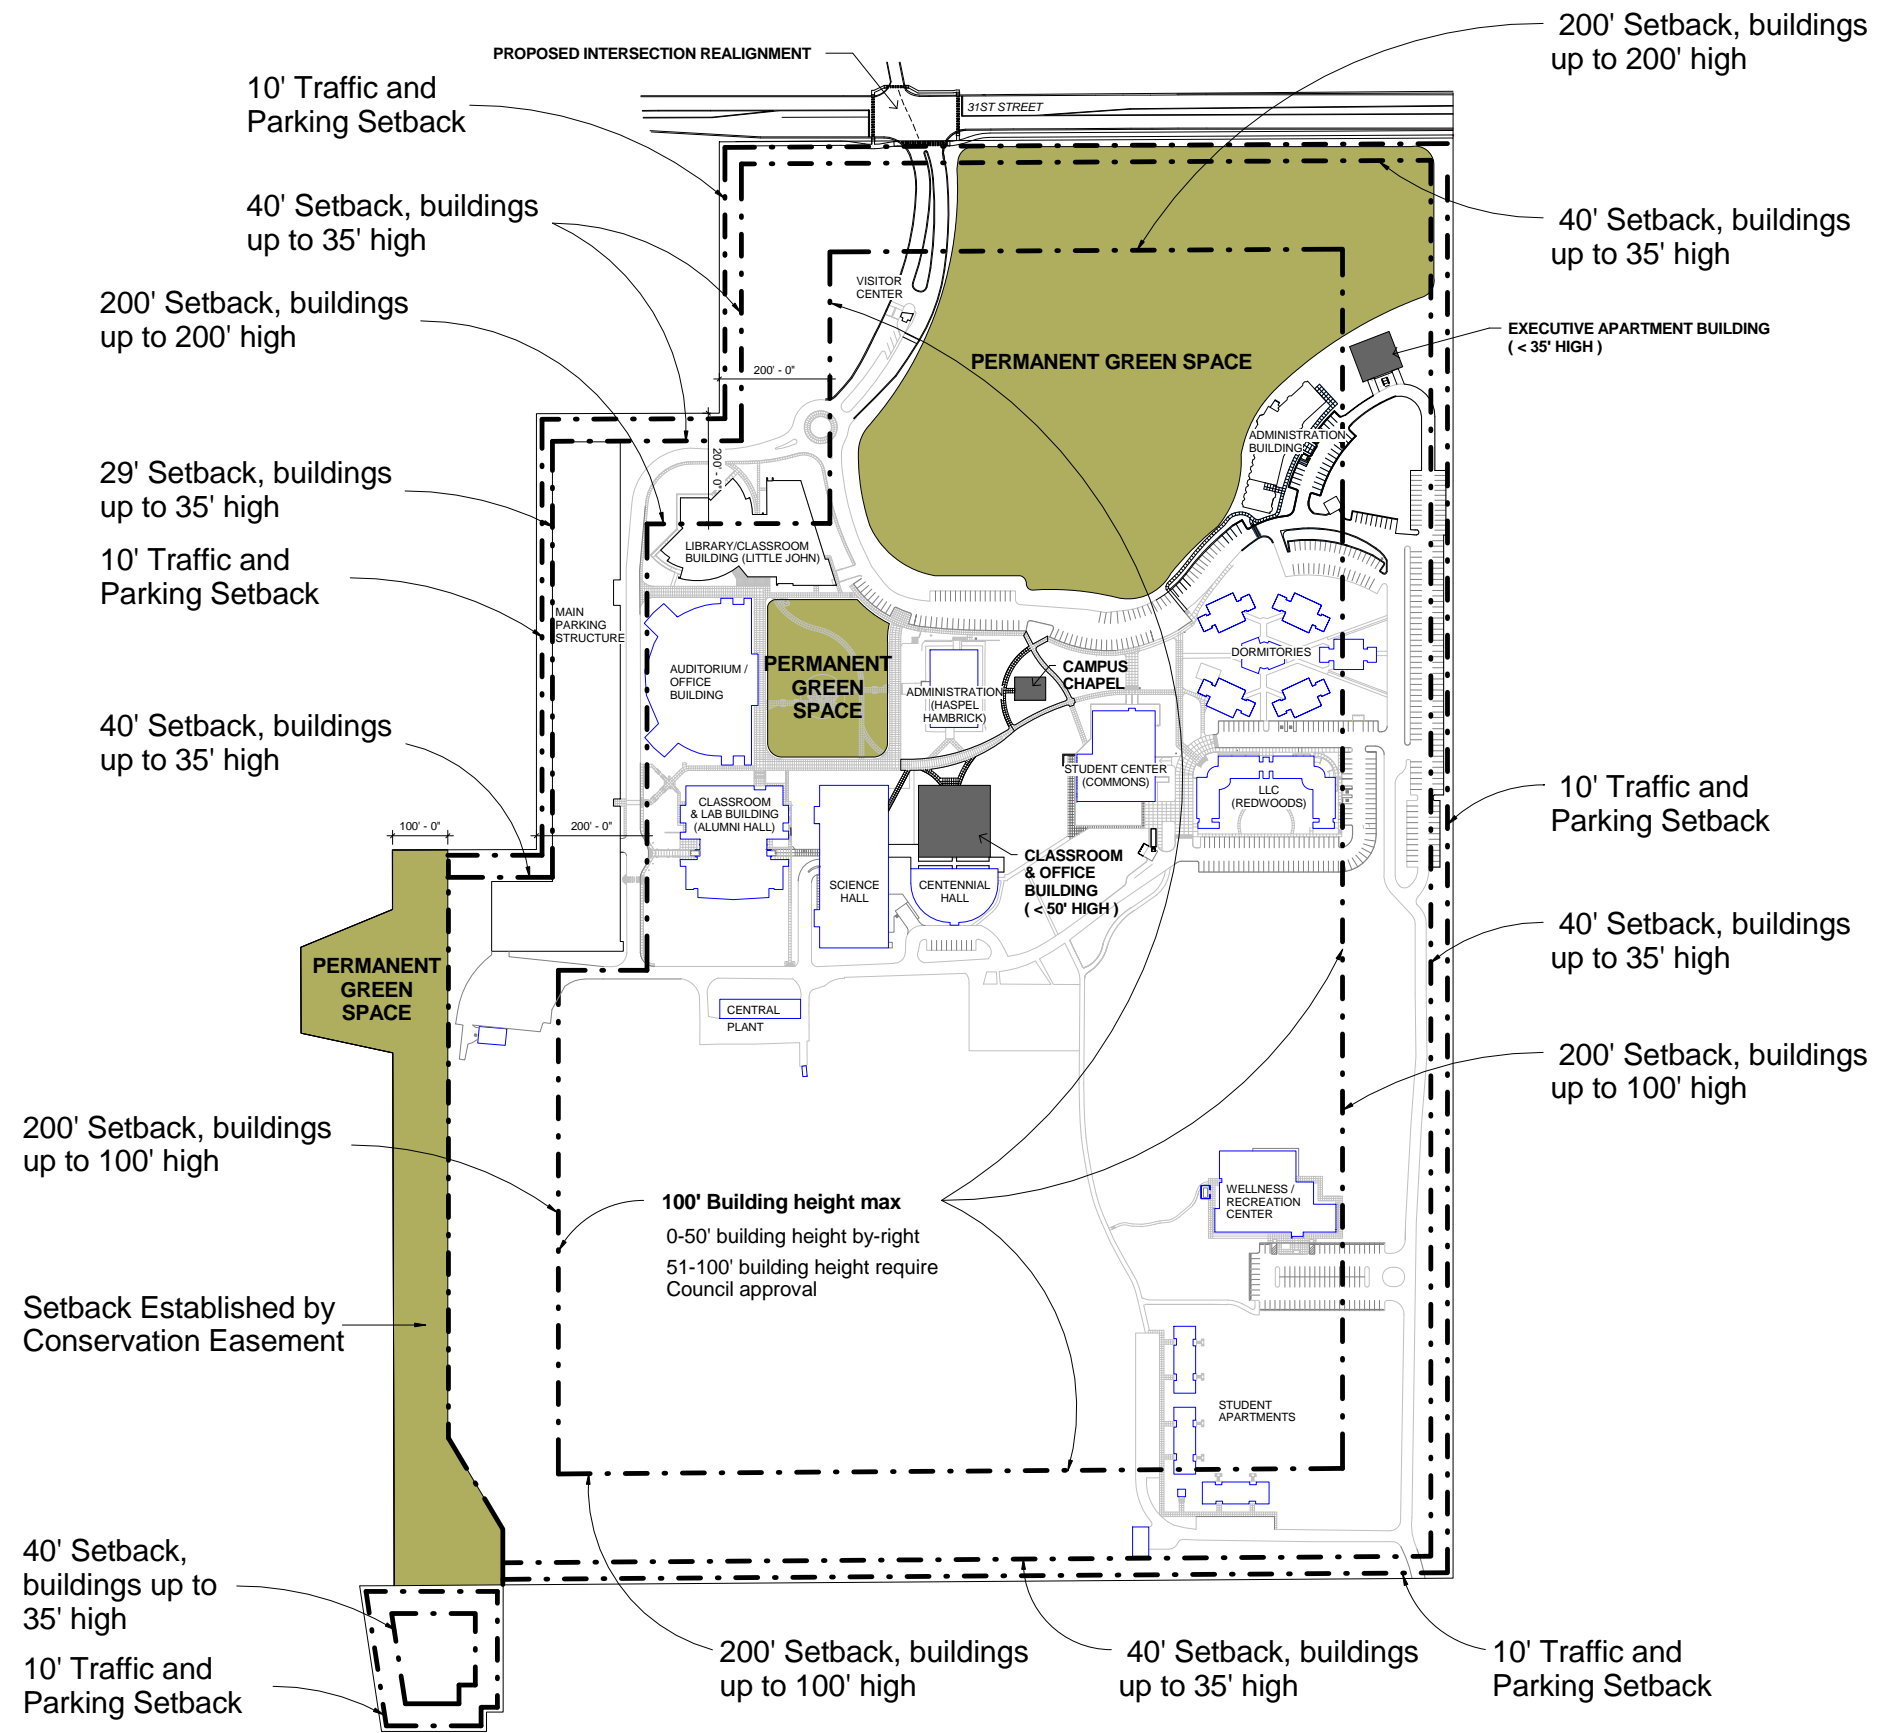 200' Setback, buildings
up to 200' high
PROPOSED INTERSECTION REALIGNMENT
10' Traffic and
Parking Setback
31ST STREET
40' Setback, buildings
up to 35' high
40' Setback, buildings
up to 35' high
VISITOR
CENTER
200' Setback, buildings
up to 200' high
EXECUTIVE APARTMENT BUILDING
( < 35' HIGH )
PERMANENT GREEN SPACE
200' - 0"
ADMINISTRATION
BUILDING
200' - 0"
29' Setback, buildings
up to 35' high
LIBRARY/CLASSROOM
BUILDING (LITTLE JOHN)
10' Traffic and
Parking Setback
MAIN
PARKING
STRUCTURE
AUDITORIUM /
OFFICE
BUILDING
PERMANENT
GREEN
SPACE
ADMINISTRATION
(HASPEL
HAMBRICK)
CAMPUS
CHAPEL
DORMITORIES
40' Setback, buildings
up to 35' high
STUDENT CENTER
(COMMONS)
LLC
(REDWOODS)
10' Traffic and
Parking Setback
CLASSROOM
& LAB BUILDING
(ALUMNI HALL)
100' - 0"
200' - 0"
CLASSROOM
& OFFICE
BUILDING
( < 50' HIGH )
SCIENCE
HALL
CENTENNIAL
HALL
40' Setback, buildings
up to 35' high
PERMANENT
GREEN
SPACE
CENTRAL
PLANT
200' Setback, buildings
up to 100' high
200' Setback, buildings
up to 100' high
100' Building height max
0-50' building height by-right
51-100' building height require
Council approval
WELLNESS /
RECREATION
CENTER
Setback Established by
Conservation Easement
STUDENT
APARTMENTS
40' Setback,
buildings up to
35' high
10' Traffic and
Parking Setback
200' Setback, buildings
up to 100' high
40' Setback, buildings
up to 35' high
10' Traffic and
Parking Setback